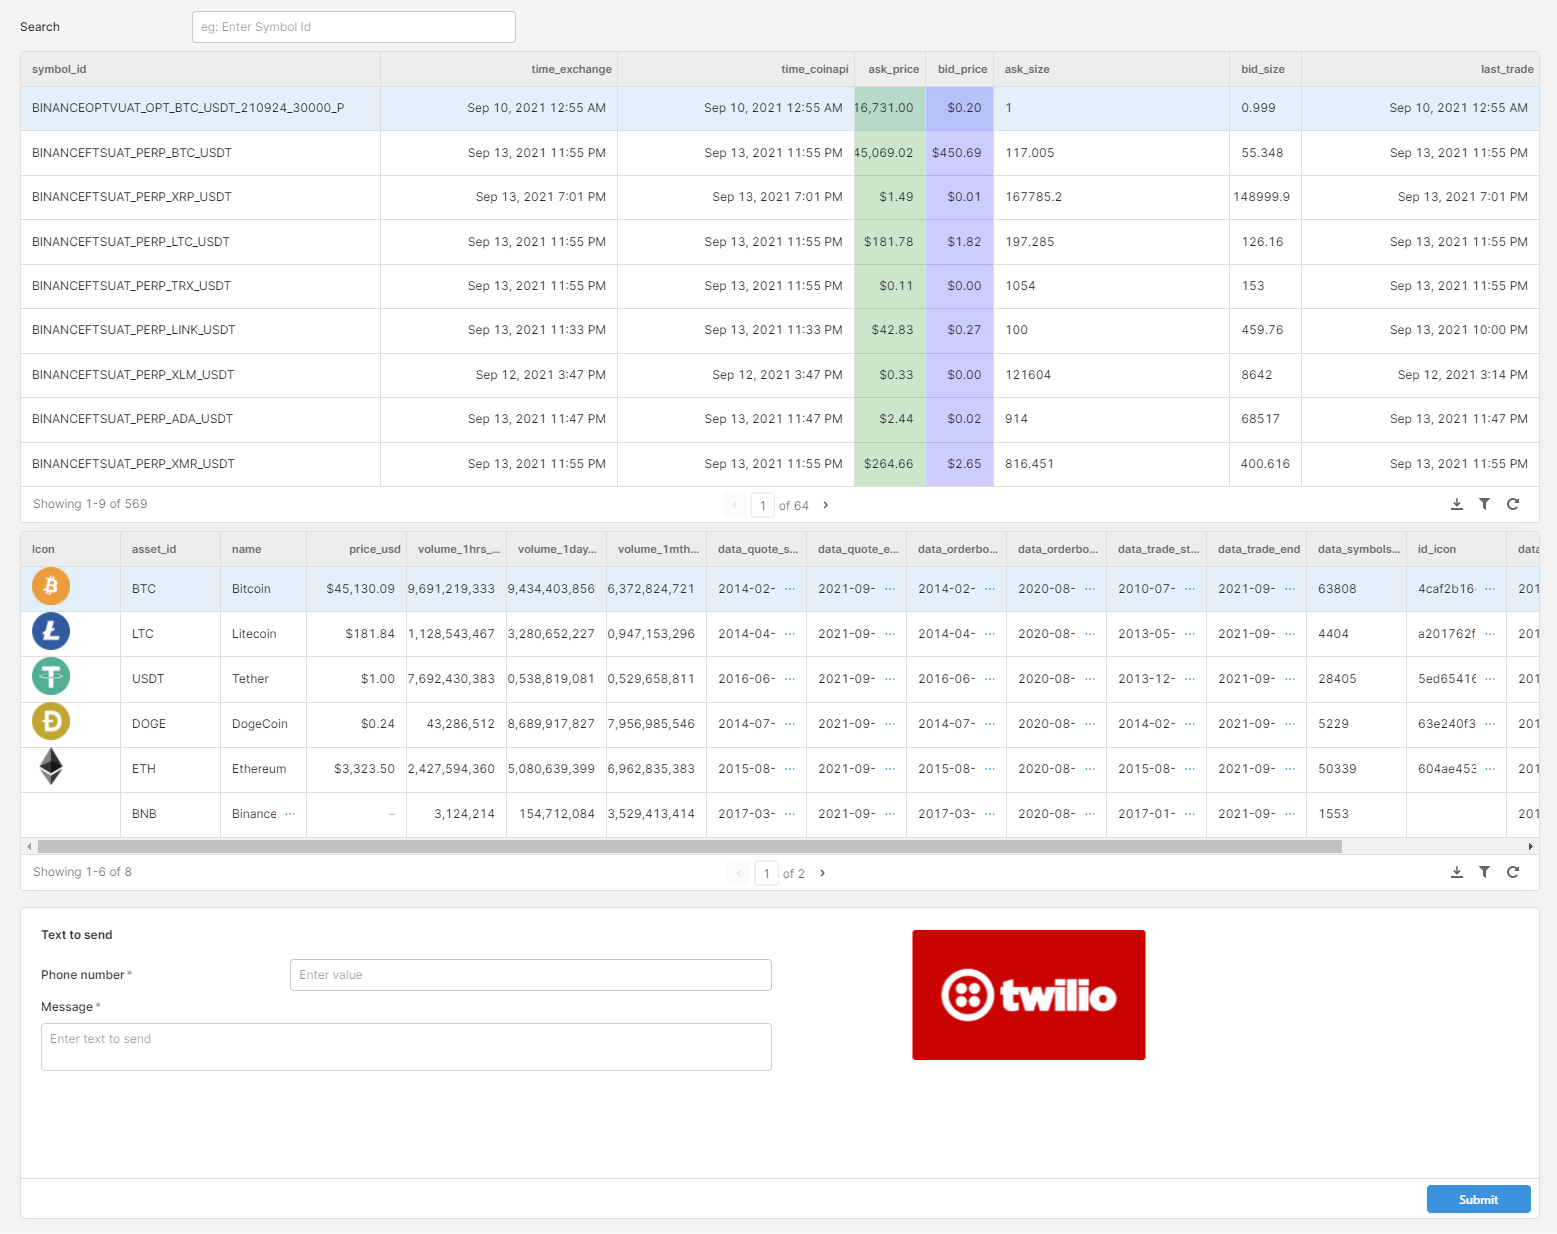 Search eg: Enter Symbol Id
symbol_id time_exchange time_coinapi ask_price bid_price ask_size bid_size last_trade
BINANCEOPTVUAT_OPT_BTC_USDT_210924_30000_P Sep 10, 2021 12:55 AM Sep 10, 2021 12:55 AM 16,731.00 $0.20 1 0.999 Sep 10, 2021 12:55 AM
BINANCEFTSUAT_PERP_BTC_USDT Sep 13, 2021 11:55 PM Sep 13, 2021 11:55 PM 45,069.02 $450.69 117.005 55.348 Sep 13, 2021 11:55 PM
BINANCEFTSUAT_PERP_XRP_USDT Sep 13, 2021 7:01 PM Sep 13, 2021 7:01 PM $1.49 $0.01 167785.2 148999.9 Sep 13, 2021 7:01 PM
BINANCEFTSUAT_PERP_LTC_USDT Sep 13, 2021 11:55 PM Sep 13, 2021 11:55 PM $181.78 $1.82 197.285 126.16 Sep 13, 2021 11:55 PM
BINANCEFTSUAT_PERP_TRX_USDT Sep 13, 2021 11:55 PM Sep 13, 2021 11:55 PM $0.11 $0.00 1054 153 Sep 13, 2021 11:55 PM
BINANCEFTSUAT_PERP_LINK_USDT Sep 13, 2021 11:33 PM Sep 13, 2021 11:33 PM $42.83 $0.27 100 459.76 Sep 13, 2021 10:00 PM
BINANCEFTSUAT_PERP_XLM_USDT Sep 12, 2021 3:47 PM Sep 12, 2021 3:47 PM $0.33 $0.00 121604 8642 Sep 12, 2021 3:14 PM
BINANCEFTSUAT_PERP_ADA_USDT Sep 13, 2021 11:47 PM Sep 13, 2021 11:47 PM $2.44 $0.02 914 68517 Sep 13, 2021 11:47 PM
BINANCEFTSUAT_PERP_XMR_USDT Sep 13, 2021 11:55 PM Sep 13, 2021 11:55 PM $264.66 $2.65 816.451 400.616 Sep 13, 2021 11:55 PM
Showing 1-9 of 569 1 of 64
Icon asset_id name price_usd volume_1hrs_... volume_1day... volume_1mth... data_quote_s... data_quote_e... data_orderbo... data_orderbo... data_trade_st... data_trade_end data_symbols... id_icon data
BTC Bitcoin $45,130.09 9,691,219,333 9,434,403,856 6,372,824,721 2014-02- ... 2021-09- ... 2014-02- ... 2020-08- ... 2010-07- ... 2021-09- ... 63808 4caf2b16- ... 201
LTC Litecoin $181.84 1,128,543,467 3,280,652,227 0,947,153,296 2014-04- ... 2021-09- ... 2014-04- ... 2020-08- ... 2013-05- ... 2021-09- ... 4404 a201762f ... 201
USDT Tether $1.00 7,692,430,383 0,538,819,081 0,529,658,811 2016-06- ... 2021-09- ... 2016-06- ... 2020-08- ... 2013-12- ... 2021-09- ... 28405 5ed65416 ... 201
DOGE DogeCoin $0.24 43,286,512 8,689,917,827 7,956,985,546 2014-07- ... 2021-09- ... 2014-07- ... 2020-08- ... 2014-02- ... 2021-09- ... 5229 63e240f3 ... 201
ETH Ethereum $3,323.50 2,427,594,360 5,080,639,399 6,962,835,383 2015-08- ... 2021-09- ... 2015-08- ... 2020-08- ... 2015-08- ... 2021-09- ... 50339 604ae453 ... 201
BNB Binance ... – 3,124,214 154,712,084 3,529,413,414 2017-03- ... 2021-09- ... 2017-03- ... 2020-08- ... 2017-01- ... 2021-09- ... 1553 201
Showing 1-6 of 8 1 of 2
Text to send
Phone number * Enter value
Message *
Enter text to send
twilio
Submit